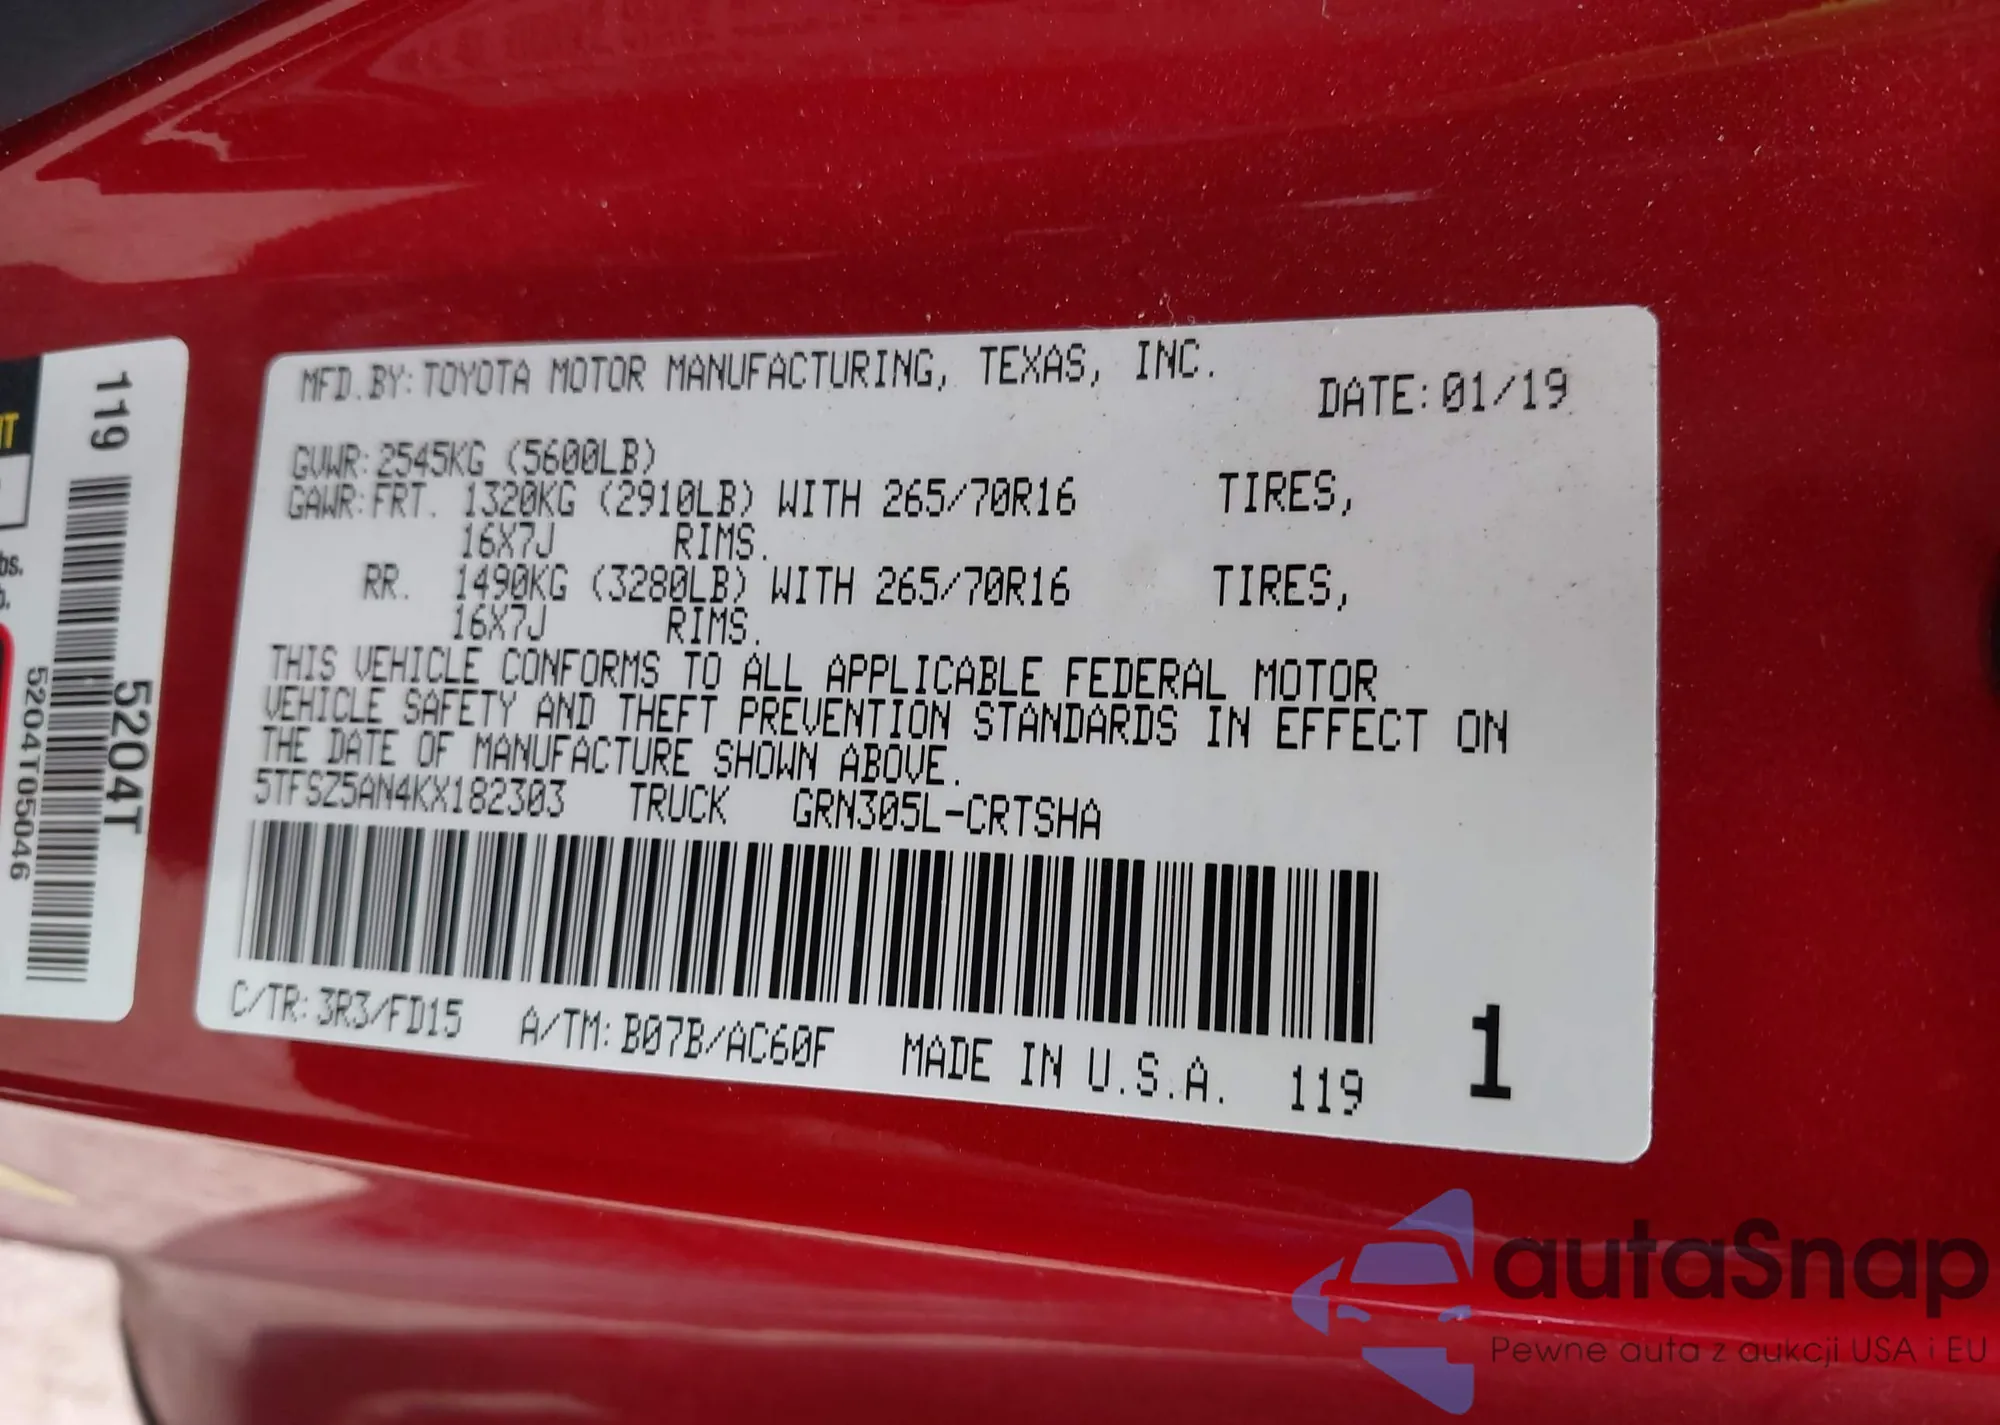 MFD.BY:TOYOTA MOTOR MANUFACTURING, TEXAS, INC.
DATE:01/19
GVWR:2545KG (5600LB)
GAWR:FRT. 1320KG (2910LB) WITH 265/70R16 TIRES,
16X7J RIMS.
RR. 1490KG (3280LB) WITH 265/70R16 TIRES,
16X7J RIMS.
THIS VEHICLE CONFORMS TO ALL APPLICABLE FEDERAL MOTOR
VEHICLE SAFETY AND THEFT PREVENTION STANDARDS IN EFFECT ON
THE DATE OF MANUFACTURE SHOWN ABOVE.
5TFSZ5AN4KX182303 TRUCK GRN305L-CRTSHA
C/TR:3R3/FD15 A/TM:B07B/AC60F MADE IN U.S.A. 119
1
119
5204T
5204T05046
autaSnap
Pewne auta z aukcji USA i EU